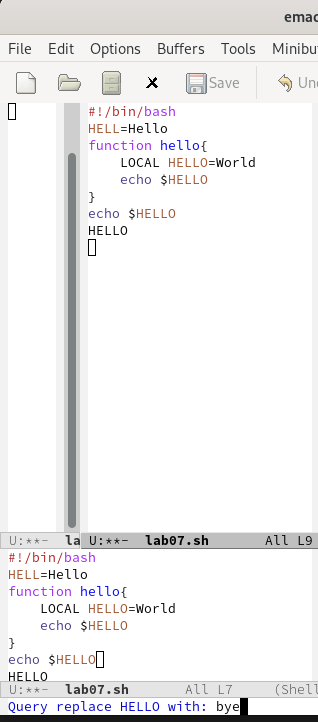 emac
File Edit Options Buffers Tools Minibu
Save Un
#!/bin/bash
HELL=Hello
function hello{
    LOCAL HELLO=World
    echo $HELLO
}
echo $HELLO
HELLO
U:**- la U:**- lab07.sh All L9
#!/bin/bash
HELL=Hello
function hello{
    LOCAL HELLO=World
    echo $HELLO
}
echo $HELLO
HELLO
U:**- lab07.sh All L7 (Shell
Query replace HELLO with: bye